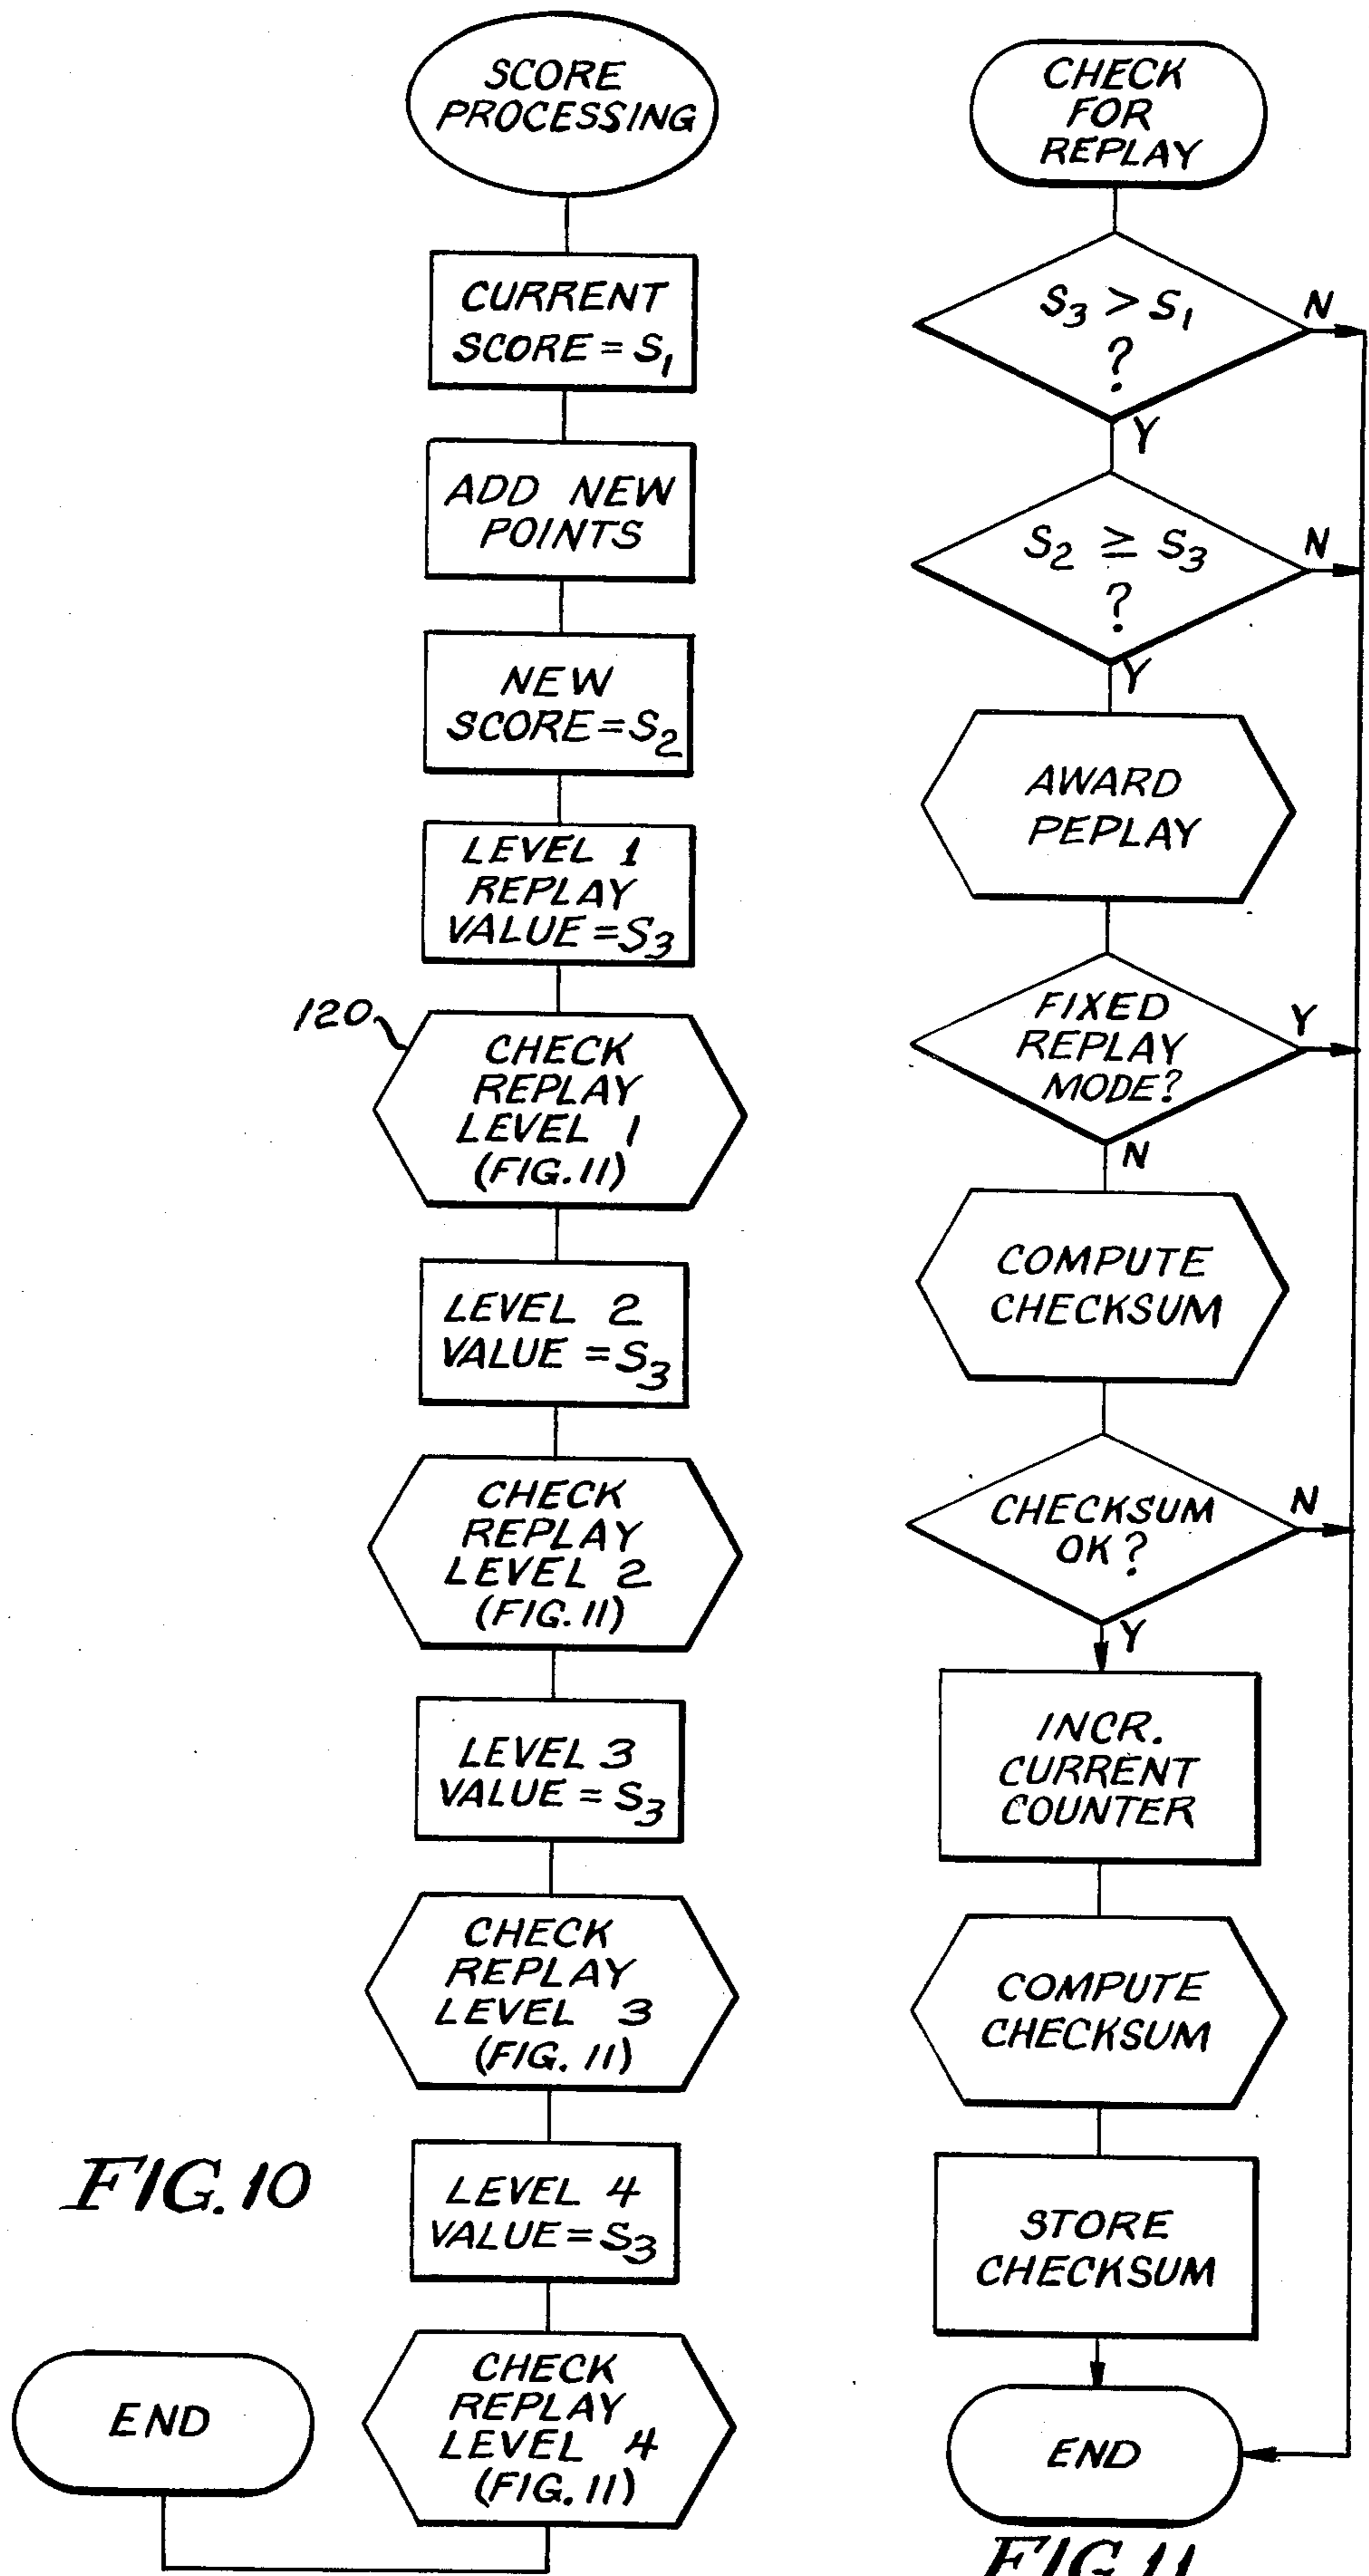 SCORE
PROCESSING
CURRENT
SCORE = S₁
ADD NEW
POINTS
NEW
SCORE = S₂
LEVEL 1
REPLAY
VALUE = S₃
120
CHECK
REPLAY
LEVEL 1
(FIG. 11)
LEVEL 2
VALUE = S₃
CHECK
REPLAY
LEVEL 2
(FIG. 11)
LEVEL 3
VALUE = S₃
CHECK
REPLAY
LEVEL 3
(FIG. 11)
LEVEL 4
VALUE = S₃
CHECK
REPLAY
LEVEL 4
(FIG. 11)
END
FIG. 10
CHECK
FOR
REPLAY
S₃ > S₁
?
N
Y
S₂ ≥ S₃
?
N
Y
AWARD
PEPLAY
FIXED
REPLAY
MODE?
Y
N
COMPUTE
CHECKSUM
CHECKSUM
OK?
N
Y
INCR.
CURRENT
COUNTER
COMPUTE
CHECKSUM
STORE
CHECKSUM
END
FIG. 11